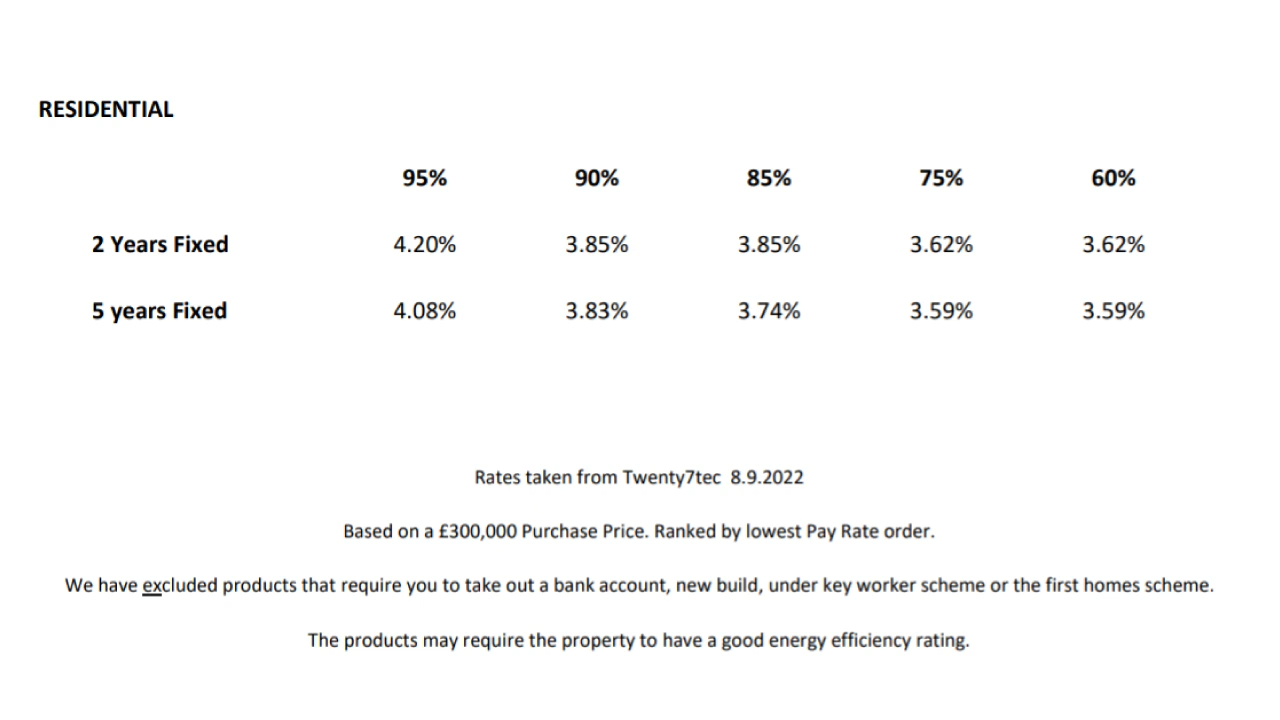 RESIDENTIAL
95% 90% 85% 75% 60%
2 Years Fixed 4.20% 3.85% 3.85% 3.62% 3.62%
5 years Fixed 4.08% 3.83% 3.74% 3.59% 3.59%
Rates taken from Twenty7tec 8.9.2022
Based on a £300,000 Purchase Price. Ranked by lowest Pay Rate order.
We have excluded products that require you to take out a bank account, new build, under key worker scheme or the first homes scheme.
The products may require the property to have a good energy efficiency rating.